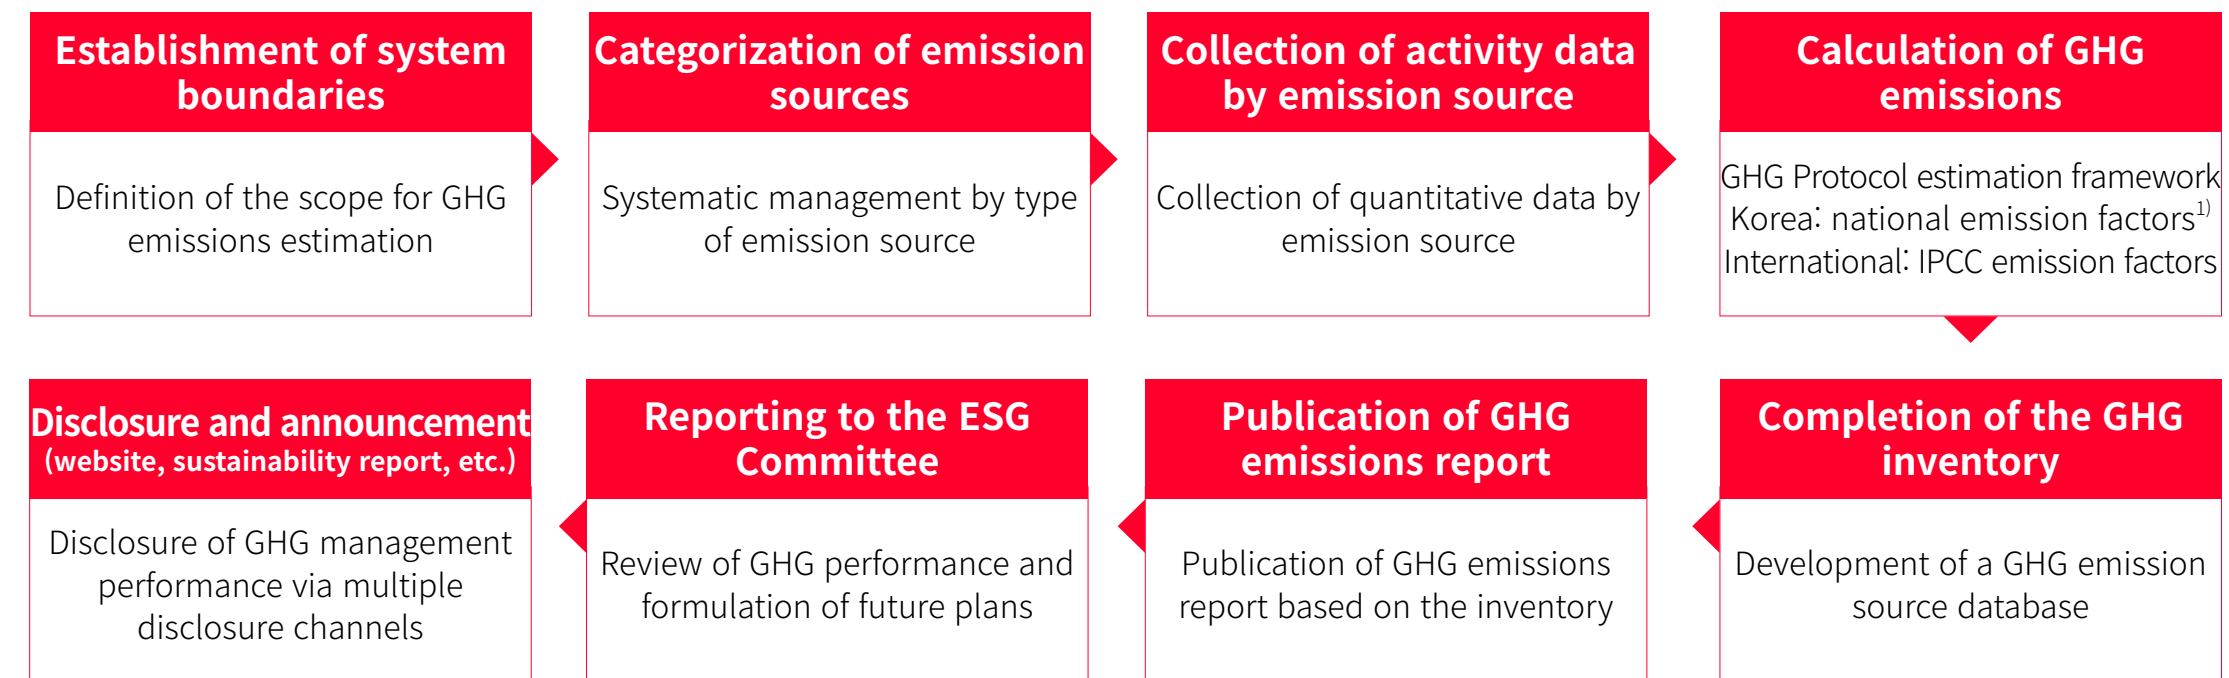 Establishment of system
boundaries
Definition of the scope for GHG
emissions estimation
Categorization of emission
sources
Systematic management by type
of emission source
Collection of activity data
by emission source
Collection of quantitative data by
emission source
Calculation of GHG
emissions
GHG Protocol estimation framework
Korea: national emission factors¹⁾
International: IPCC emission factors
Completion of the GHG
inventory
Development of a GHG emission
source database
Publication of GHG
emissions report
Publication of GHG emissions
report based on the inventory
Reporting to the ESG
Committee
Review of GHG performance and
formulation of future plans
Disclosure and announcement
(website, sustainability report, etc.)
Disclosure of GHG management
performance via multiple
disclosure channels